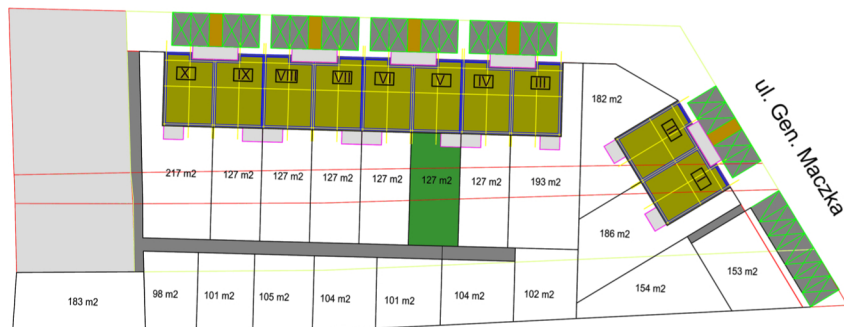 X
IX
VIII
VII
VI
V
IV
III
II
I
ul. Gen. Maczka
182 m2
217 m2
127 m2
127 m2
127 m2
127 m2
127 m2
127 m2
193 m2
186 m2
183 m2
98 m2
101 m2
105 m2
104 m2
101 m2
104 m2
102 m2
154 m2
153 m2